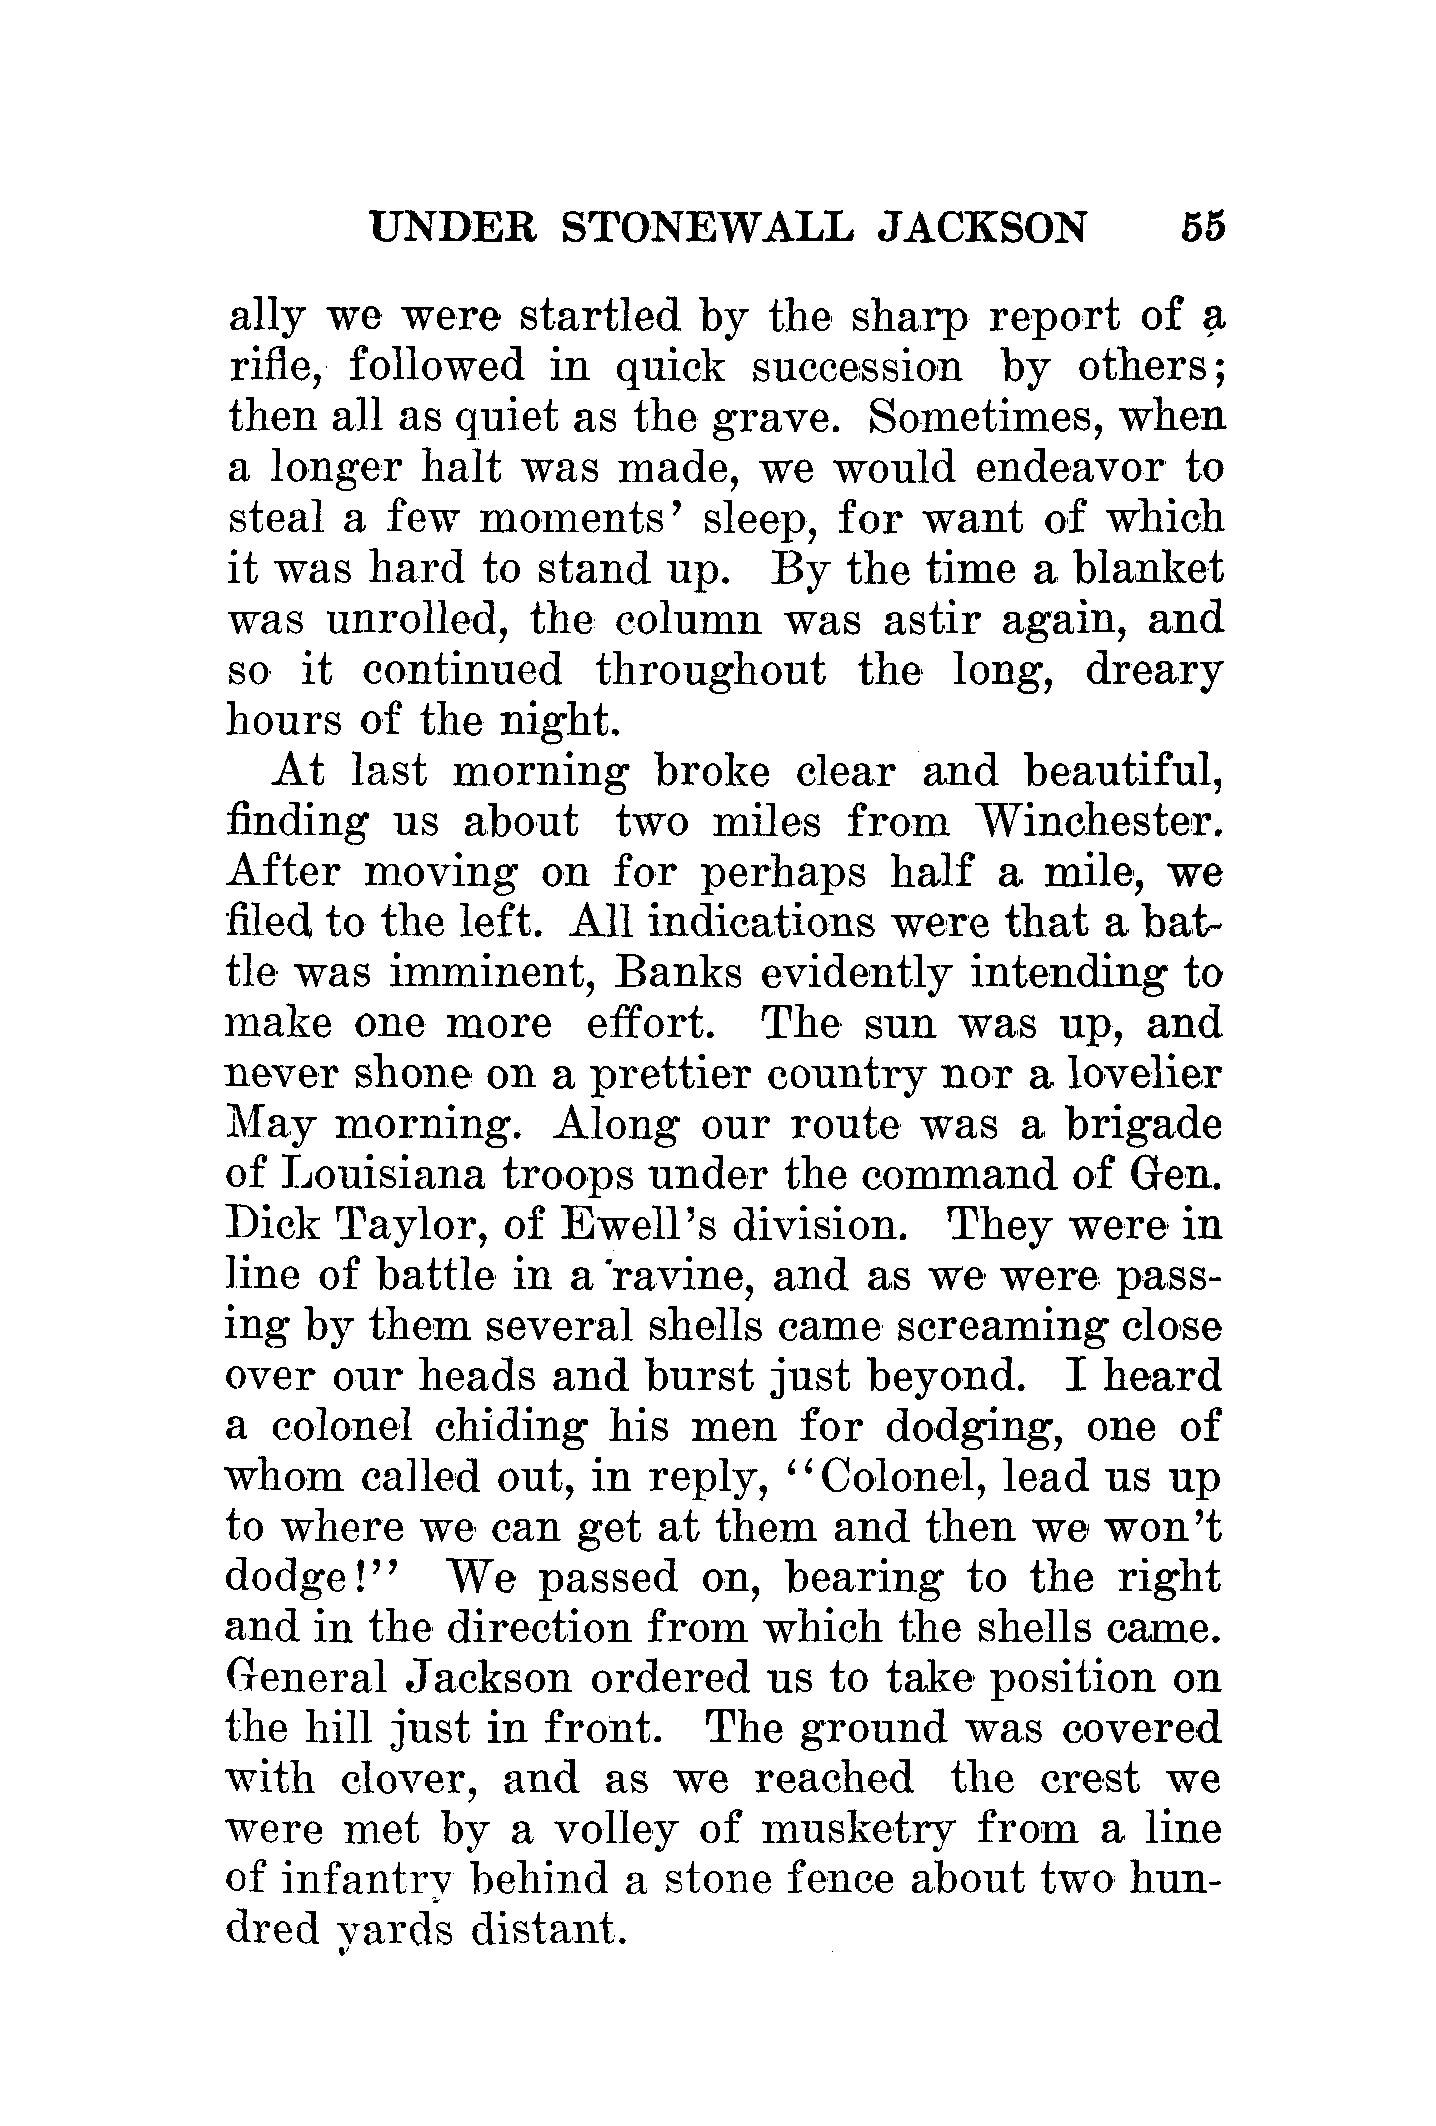 UNDER STONEWALL JACKSON 55
ally we were startled by the sharp report of a
rifle, followed in quick succession by others;
then all as quiet as the grave. Sometimes, when
a longer halt was made, we would endeavor to
steal a few moments' sleep, for want of which
it was hard to stand up. By the time a blanket
was unrolled, the column was astir again, and
so it continued throughout the long, dreary
hours of the night.
At last morning broke clear and beautiful,
finding us about two miles from Winchester.
After moving on for perhaps half a mile, we
filed to the left. All indications were that a bat-
tle was imminent, Banks evidently intending to
make one more effort. The sun was up, and
never shone on a prettier country nor a lovelier
May morning. Along our route was a brigade
of Louisiana troops under the command of Gen.
Dick Taylor, of Ewell's division. They were in
line of battle in a ravine, and as we were pass-
ing by them several shells came screaming close
over our heads and burst just beyond. I heard
a colonel chiding his men for dodging, one of
whom called out, in reply, "Colonel, lead us up
to where we can get at them and then we won't
dodge!" We passed on, bearing to the right
and in the direction from which the shells came.
General Jackson ordered us to take position on
the hill just in front. The ground was covered
with clover, and as we reached the crest we
were met by a volley of musketry from a line
of infantry behind a stone fence about two hun-
dred yards distant.